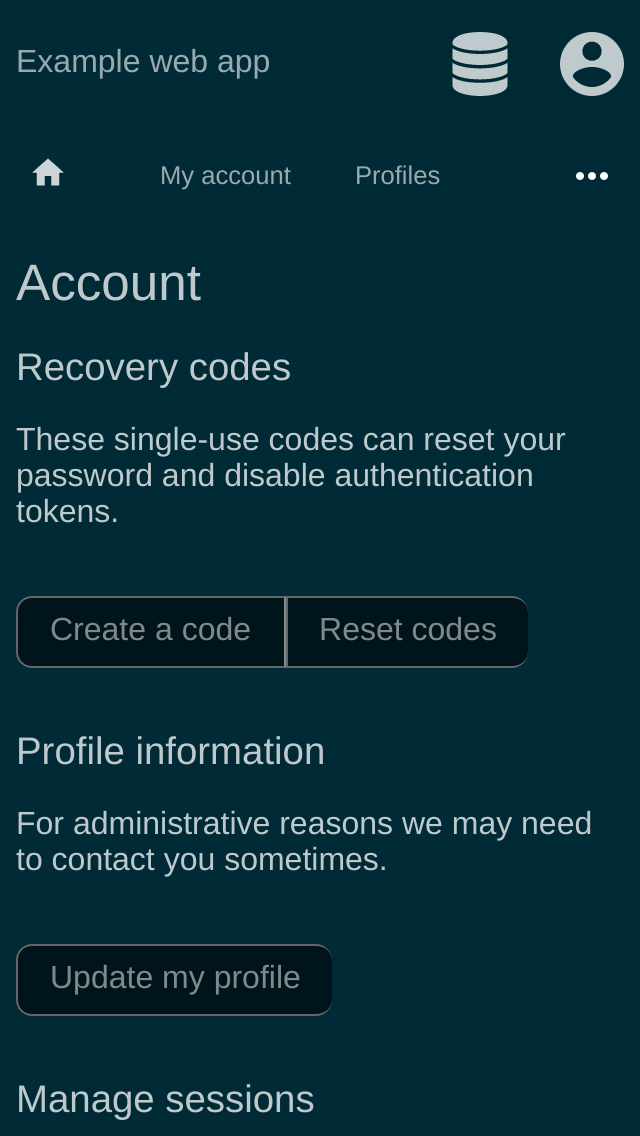 Example web app
My account Profiles
Account
Recovery codes
These single-use codes can reset your
password and disable authentication
tokens.
Create a code Reset codes
Profile information
For administrative reasons we may need
to contact you sometimes.
Update my profile
Manage sessions